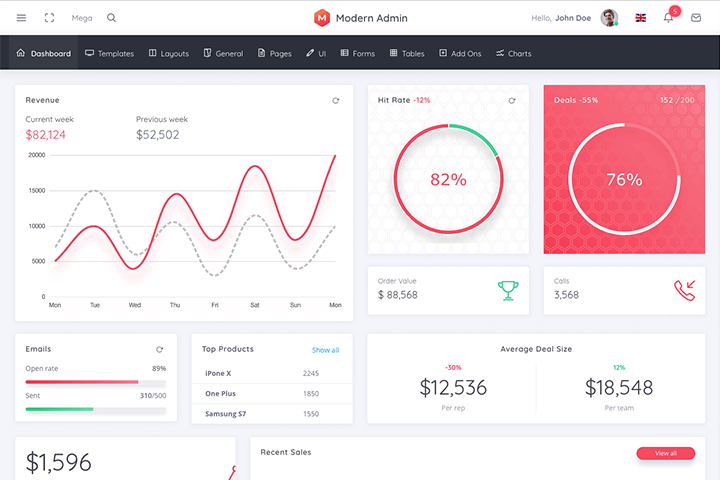 Mega
Modern Admin
Hello, John Doe
5
Dashboard Templates Layouts General Pages UI Forms Tables Add Ons Charts
Revenue
Current week Previous week
$82,124 $52,502
20000
15000
10000
5000
0
Mon Tue Wed Thu Fri Sat Sun Mon
Hit Rate -12%
82%
Deals -55% 152 /200
76%
Order Value
$ 88,568
Calls
3,568
Emails
Open rate 89%
Sent 310/500
Top Products Show all
iPone X 2245
One Plus 1850
Samsung S7 1550
Average Deal Size
-30% 12%
$12,536 $18,548
Per rep Per team
$1,596
Recent Sales View all